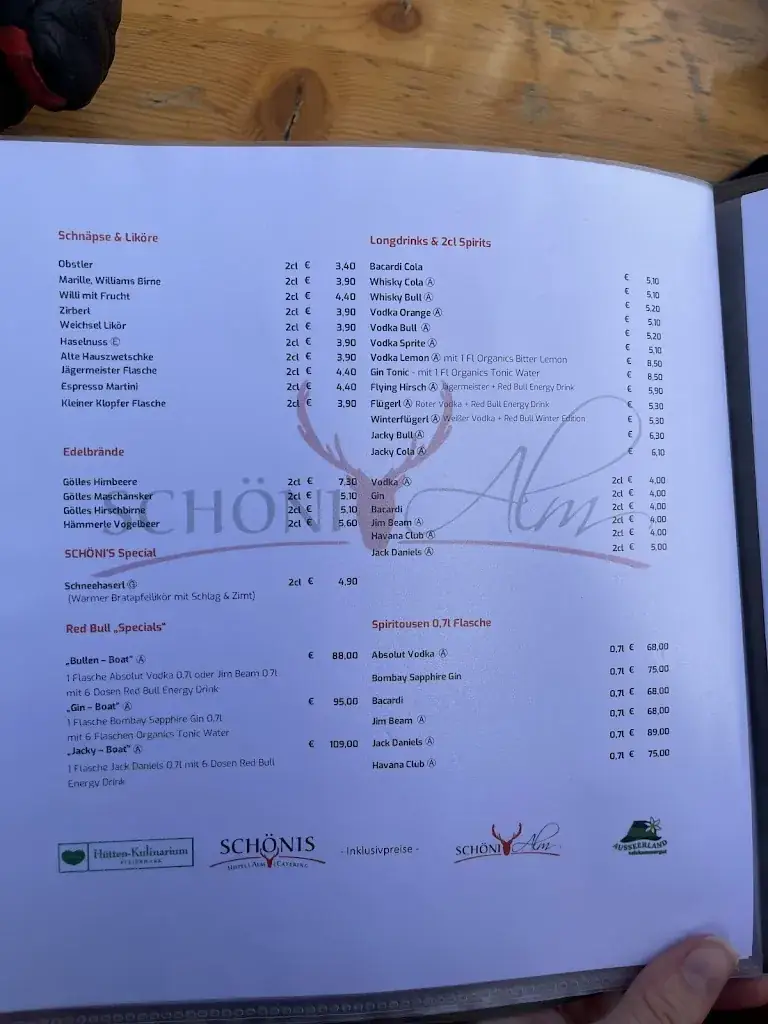 Schnäpse & Liköre
Obstler 2cl € 3,40
Marille, Williams Birne 2cl € 3,90
Willi mit Frucht 2cl € 4,40
Zirberl 2cl € 3,90
Weichsel Likör 2cl € 3,90
Haselnuss Ⓔ 2cl € 3,90
Alte Hauszwetschke 2cl € 3,90
Jägermeister Flasche 2cl € 4,40
Espresso Martini 2cl € 4,40
Kleiner Klopfer Flasche 2cl € 3,90
Edelbrände
Gölles Himbeere 2cl € 7,30
Gölles Maschansker 2cl € 5,10
Gölles Hirschbirne 2cl € 5,10
Hämmerle Vogelbeer 2cl € 5,60
SCHÖNI'S Special
Schneehaserl Ⓖ 2cl € 4,90
(Warmer Bratapfellikör mit Schlag & Zimt)
Red Bull „Specials"
„Bullen – Boat" Ⓐ € 88,00
1 Flasche Absolut Vodka 0,7l oder Jim Beam 0,7l
mit 6 Dosen Red Bull Energy Drink
„Gin – Boat" Ⓐ € 95,00
1 Flasche Bombay Sapphire Gin 0,7l
mit 6 Flaschen Organics Tonic Water
„Jacky – Boat" Ⓐ € 109,00
1 Flasche Jack Daniels 0,7l mit 6 Dosen Red Bull
Energy Drink
Longdrinks & 2cl Spirits
Bacardi Cola € 5,10
Whisky Cola Ⓐ € 5,10
Whisky Bull Ⓐ € 5,20
Vodka Orange Ⓐ € 5,10
Vodka Bull Ⓐ € 5,20
Vodka Sprite Ⓐ € 5,10
Vodka Lemon Ⓐ mit 1 Fl Organics Bitter Lemon € 8,50
Gin Tonic - mit 1 Fl Organics Tonic Water € 8,50
Flying Hirsch Ⓐ Jägermeister + Red Bull Energy Drink € 5,90
Flügerl Ⓐ Roter Vodka + Red Bull Energy Drink € 5,30
Winterflügerl Ⓐ Weißer Vodka + Red Bull Winter Edition € 5,30
Jacky Bull Ⓐ € 6,30
Jacky Cola Ⓐ € 6,10
Vodka Ⓐ 2cl € 4,00
Gin 2cl € 4,00
Bacardi 2cl € 4,00
Jim Beam Ⓐ 2cl € 4,00
Havana Club Ⓐ 2cl € 4,00
Jack Daniels Ⓐ 2cl € 5,00
SCHÖNI Alm
Spiritousen 0,7l Flasche
Absolut Vodka Ⓐ 0,7l € 68,00
Bombay Sapphire Gin 0,7l € 75,00
Bacardi 0,7l € 68,00
Jim Beam Ⓐ 0,7l € 68,00
Jack Daniels Ⓐ 0,7l € 89,00
Havana Club Ⓐ 0,7l € 75,00
Hütten-Kulinarium
STEIERMARK
SCHÖNIS
- Inklusivpreise -
SCHÖNI Alm
AUSSEERLAND
salzkammergut